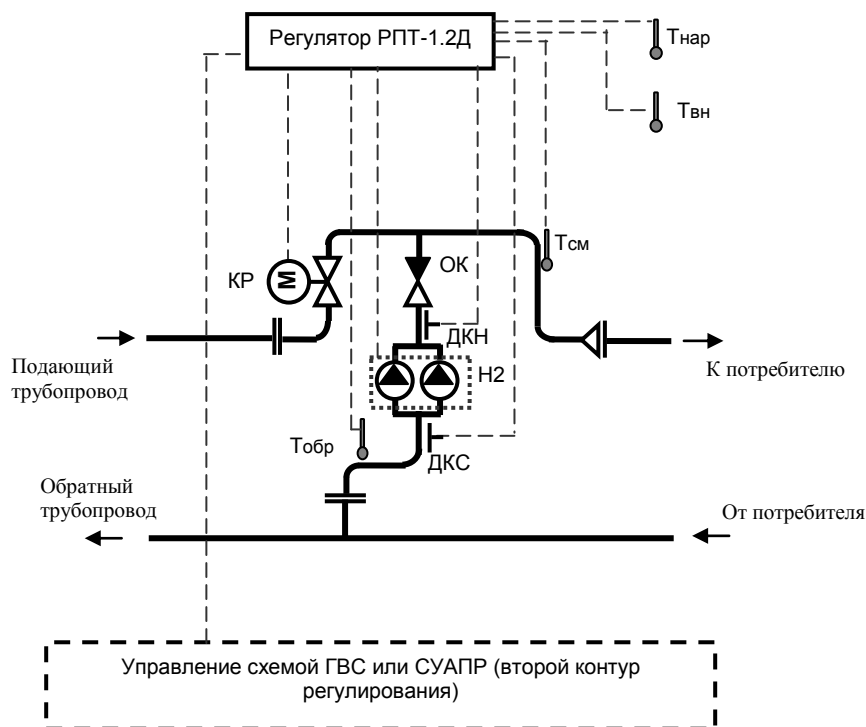 Регулятор РПТ-1.2Д
Тнар
Твн
Тсм
КР
М
ОК
ДКН
Подающий
трубопровод
Н2
К потребителю
Тобр
ДКС
Обратный
трубопровод
От потребителя
Управление схемой ГВС или СУАПР (второй контур
регулирования)